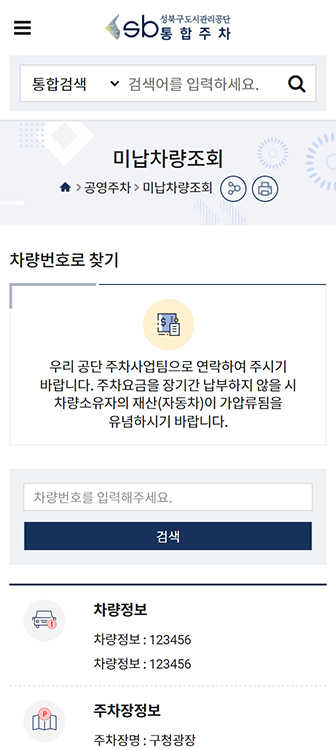 sb 성북구도시관리공단
통합주차
통합검색 검색어를 입력하세요.
미납차량조회
공영주차 > 미납차량조회
차량번호로 찾기
우리 공단 주차사업팀으로 연락하여 주시기
바랍니다. 주차요금을 장기간 납부하지 않을 시
차량소유자의 재산(자동차)이 가압류됨을
유념하시기 바랍니다.
차량번호를 입력해주세요.
검색
차량정보
차량정보 : 123456
차량정보 : 123456
주차장정보
주차장명 : 구청광장